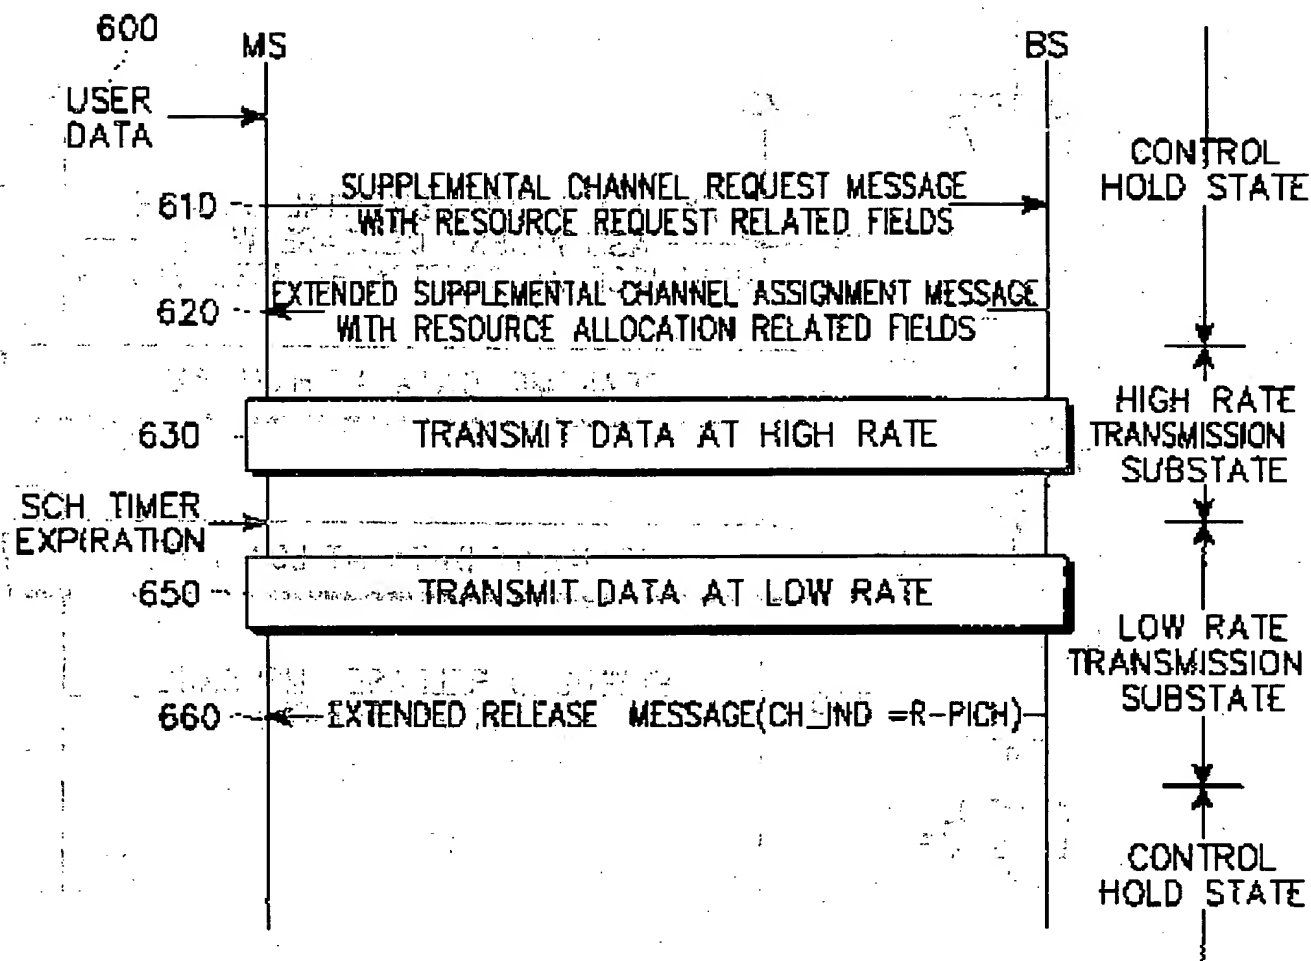 600
MS
BS
USER
DATA
CONTROL
HOLD STATE
610
SUPPLEMENTAL CHANNEL REQUEST MESSAGE
WITH RESOURCE REQUEST RELATED FIELDS
620
EXTENDED SUPPLEMENTAL CHANNEL ASSIGNMENT MESSAGE
WITH RESOURCE ALLOCATION RELATED FIELDS
630
TRANSMIT DATA AT HIGH RATE
HIGH RATE
TRANSMISSION
SUBSTATE
SCH TIMER
EXPIRATION
650
TRANSMIT DATA AT LOW RATE
LOW RATE
TRANSMISSION
SUBSTATE
660
EXTENDED RELEASE MESSAGE(CH_IND =R-PICH)
CONTROL
HOLD STATE